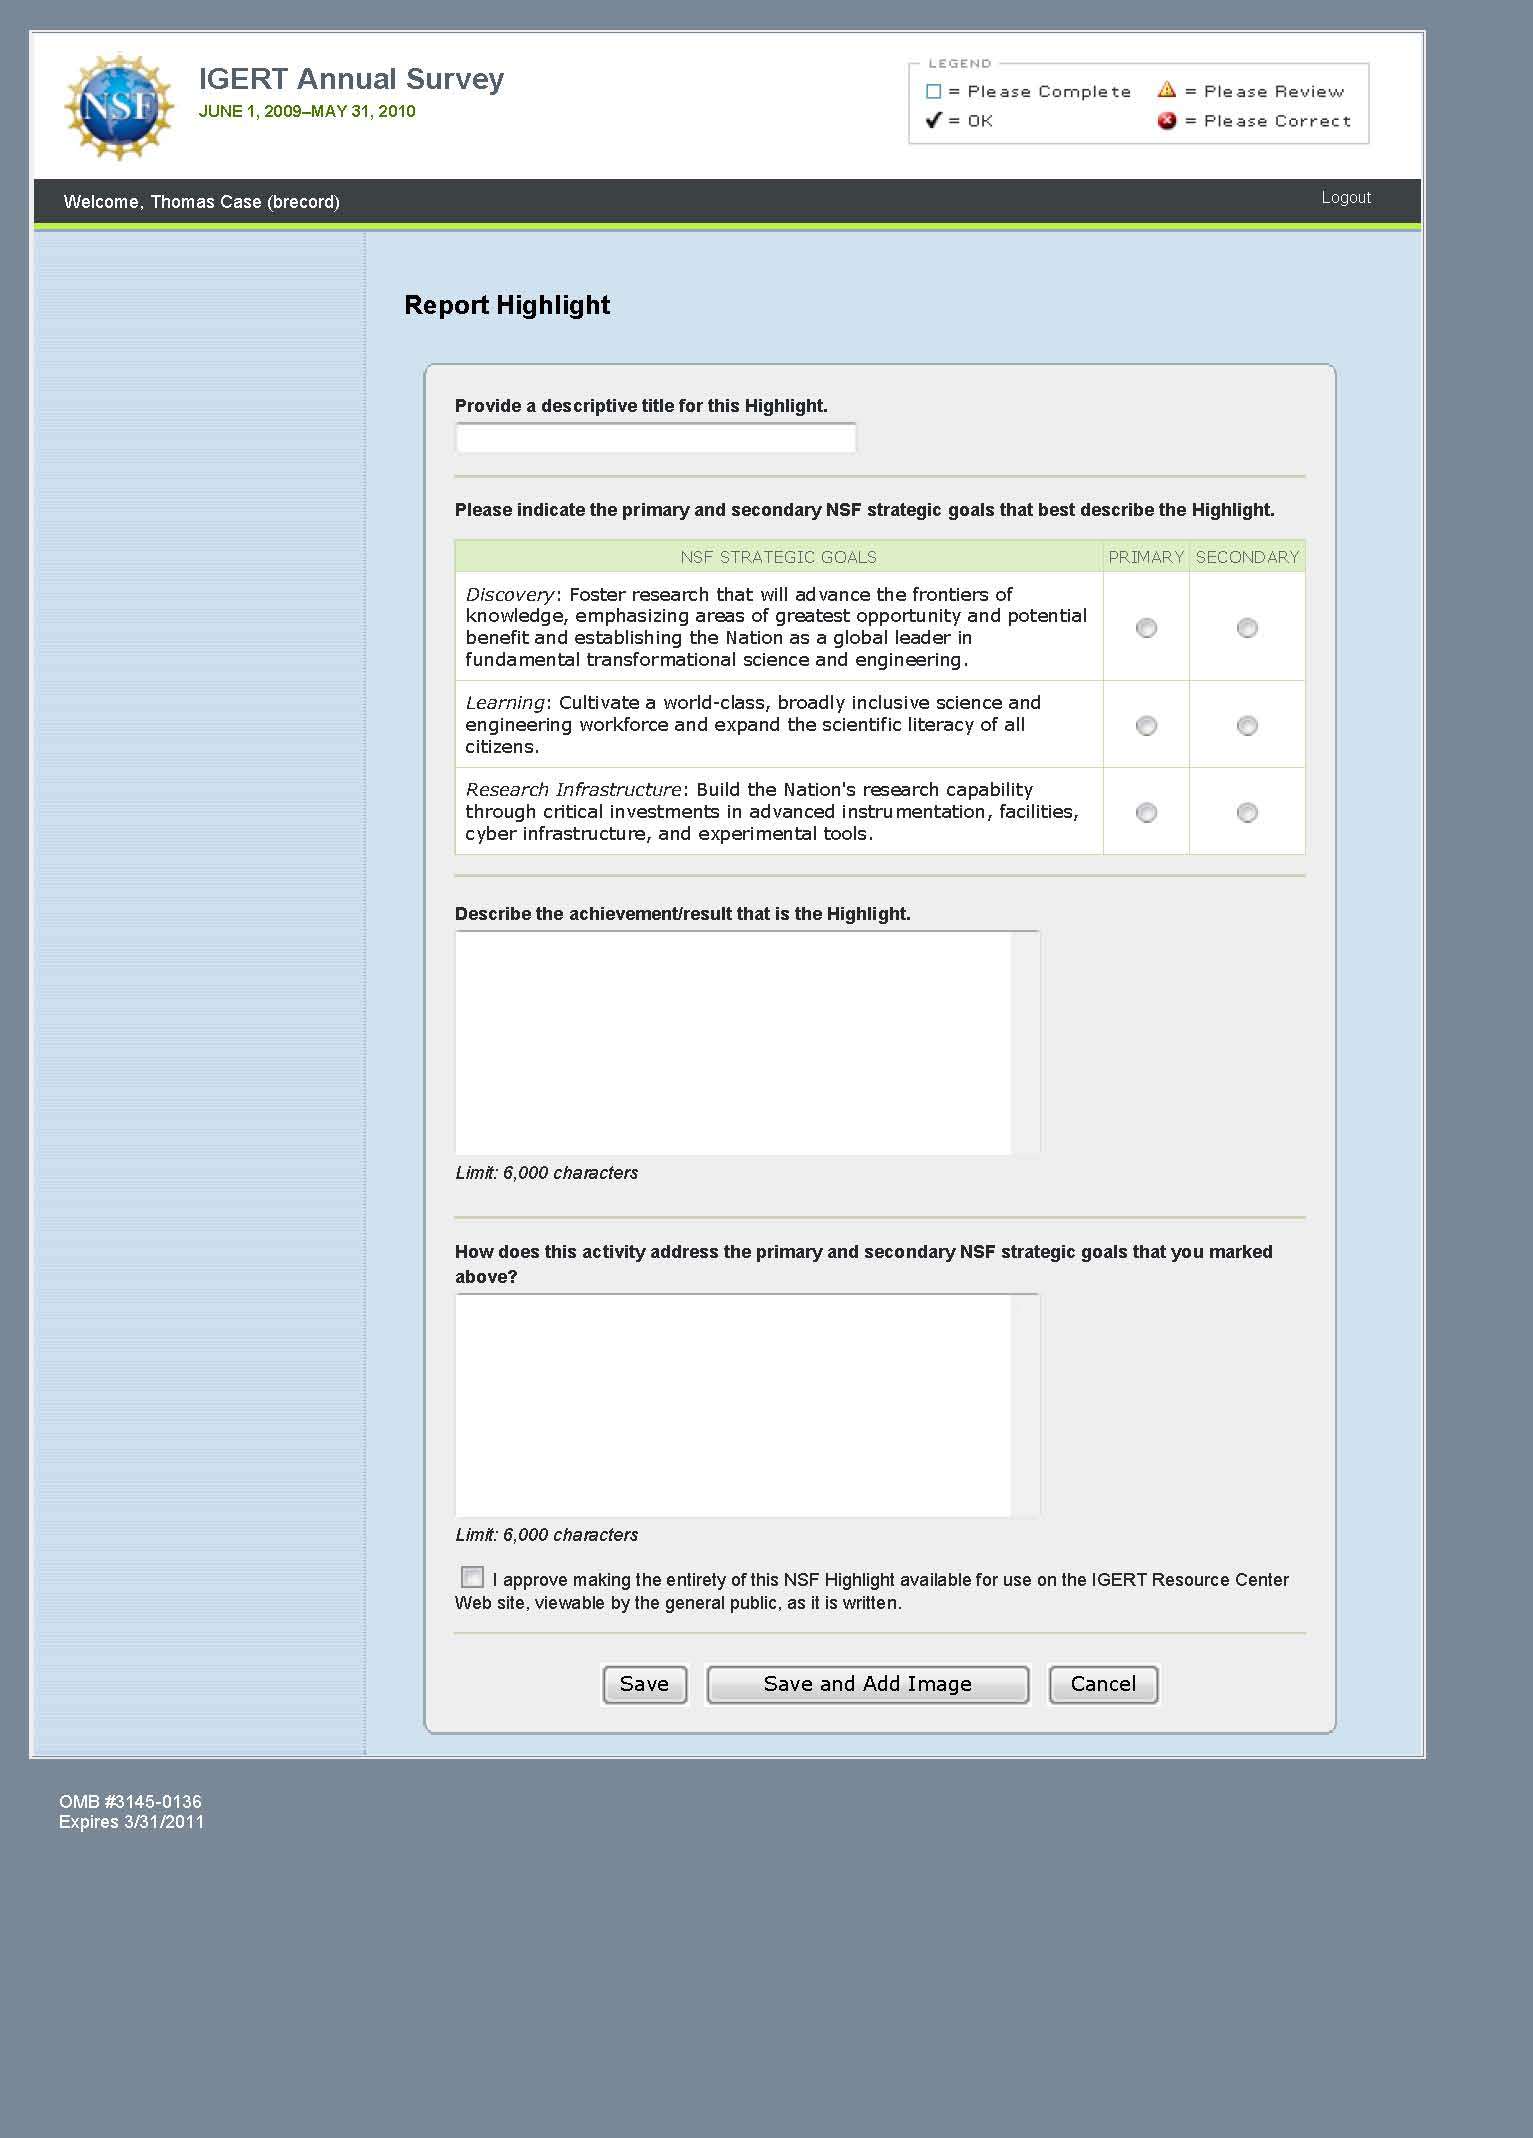 NSF
IGERT Annual Survey
JUNE 1, 2009–MAY 31, 2010
LEGEND
= Please Complete
= Please Review
= OK
= Please Correct
Welcome, Thomas Case (brecord)
Logout
Report Highlight
Provide a descriptive title for this Highlight.
Please indicate the primary and secondary NSF strategic goals that best describe the Highlight.
NSF STRATEGIC GOALS PRIMARY SECONDARY
Discovery: Foster research that will advance the frontiers of
knowledge, emphasizing areas of greatest opportunity and potential
benefit and establishing the Nation as a global leader in
fundamental transformational science and engineering.
Learning: Cultivate a world-class, broadly inclusive science and
engineering workforce and expand the scientific literacy of all
citizens.
Research Infrastructure: Build the Nation's research capability
through critical investments in advanced instrumentation, facilities,
cyber infrastructure, and experimental tools.
Describe the achievement/result that is the Highlight.
Limit: 6,000 characters
How does this activity address the primary and secondary NSF strategic goals that you marked
above?
Limit: 6,000 characters
I approve making the entirety of this NSF Highlight available for use on the IGERT Resource Center
Web site, viewable by the general public, as it is written.
Save
Save and Add Image
Cancel
OMB #3145-0136
Expires 3/31/2011